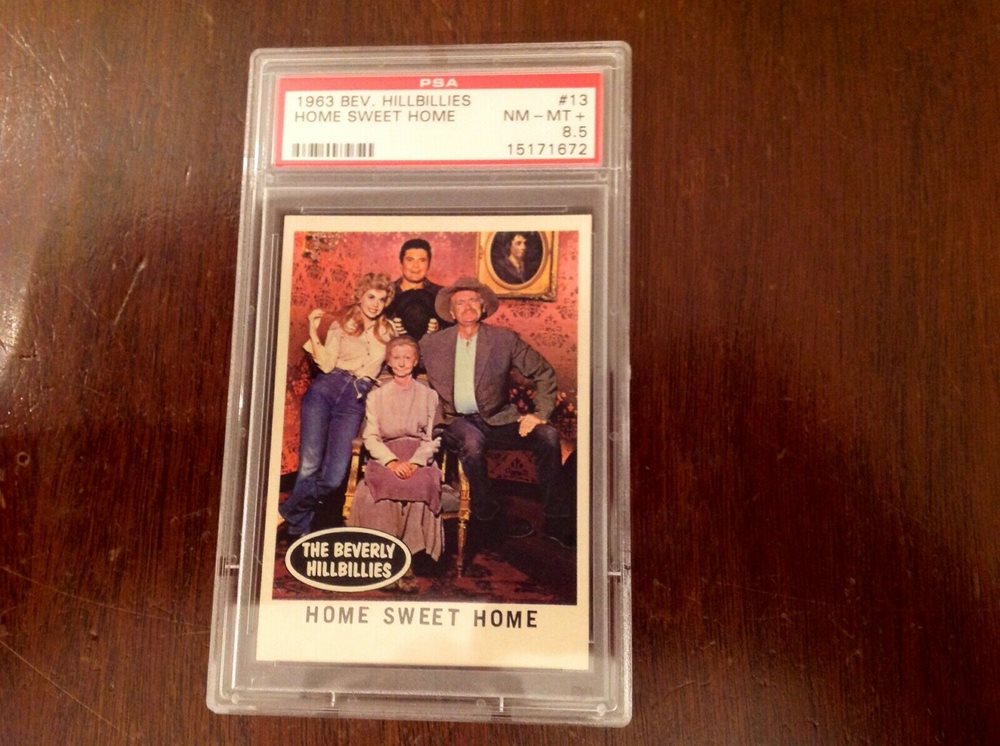 PSA
1963 BEV. HILLBILLIES #13
HOME SWEET HOME NM - MT +
8.5
15171672
THE BEVERLY
HILLBILLIES
HOME SWEET HOME